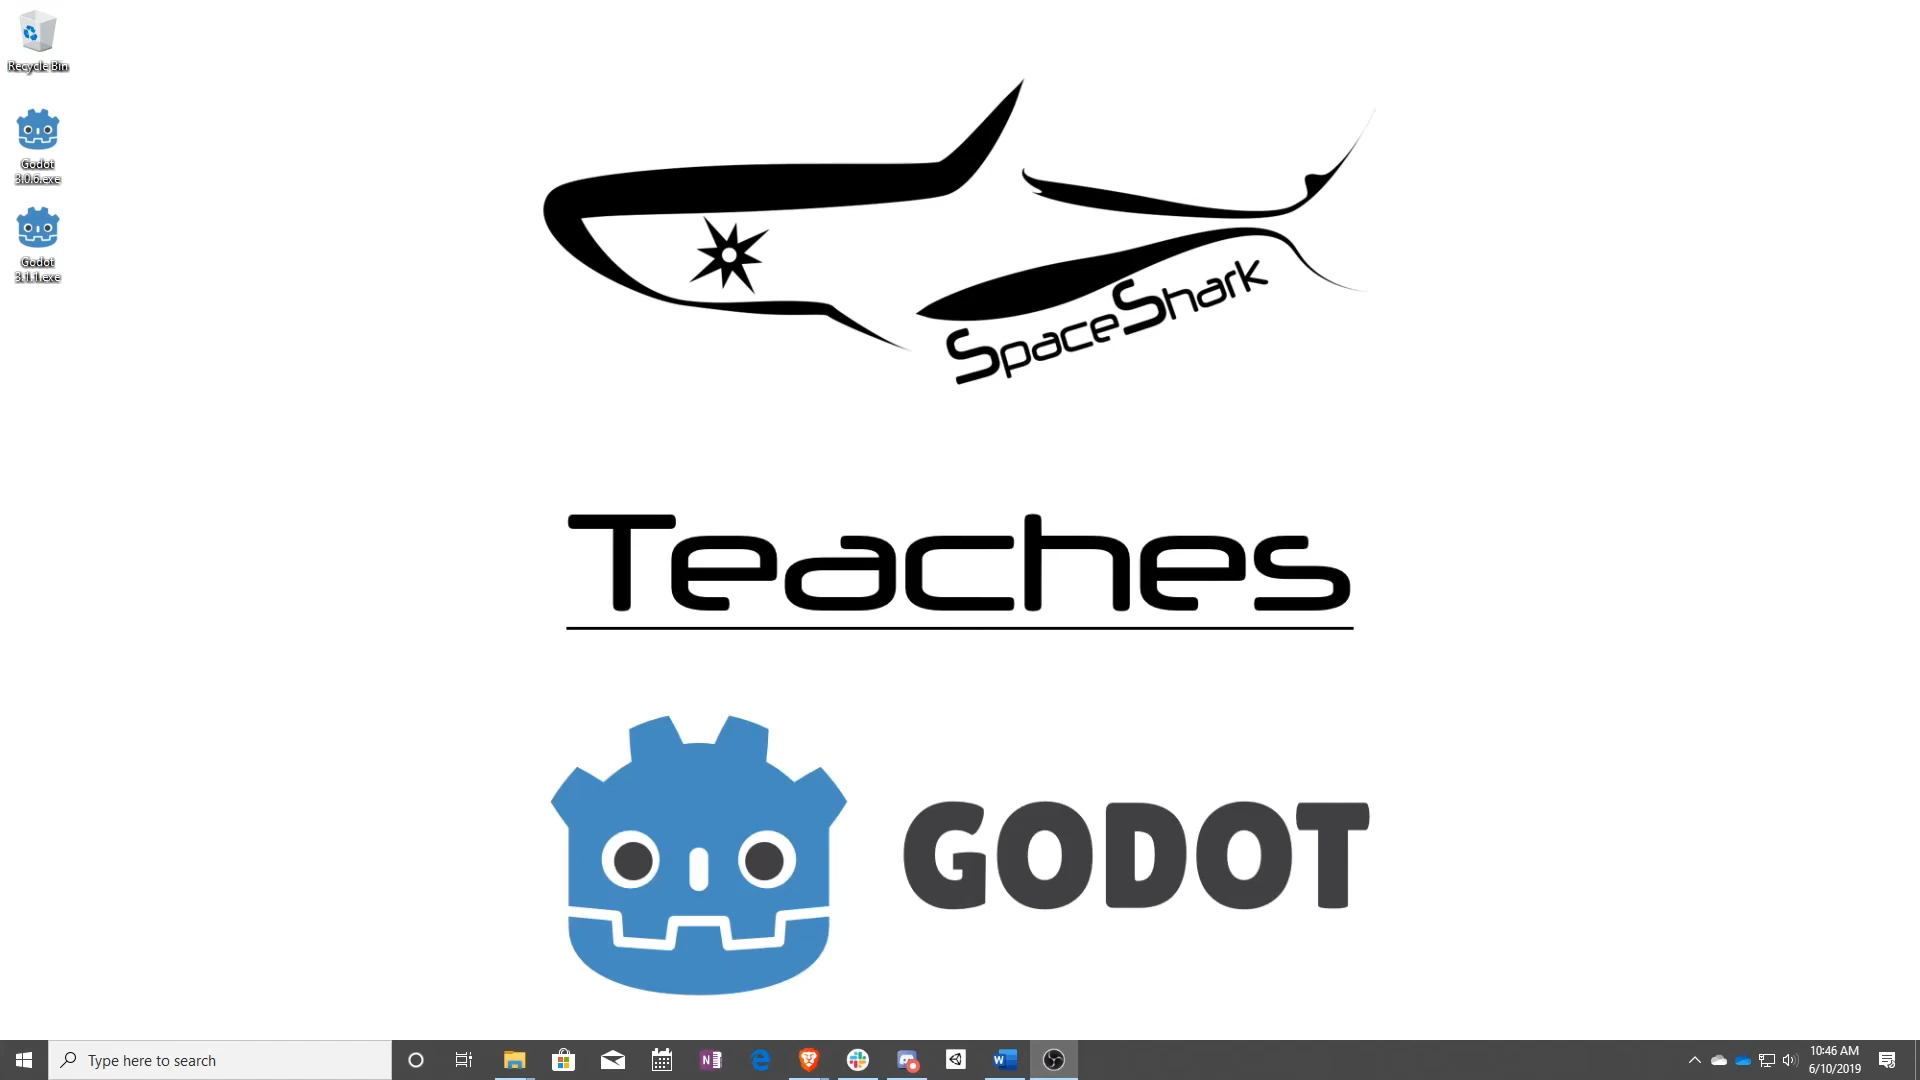 Recycle Bin
Godot
3.0.6.exe
Godot
3.1.1.exe
SpaceShark
Teaches
GODOT
Type here to search
10:46 AM
6/10/2019